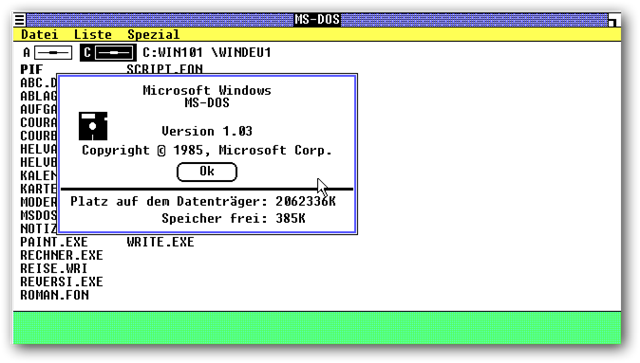 MS-DOS
Datei Liste Spezial
A C C:WIN101 \WINDEU1
PIF SCRIPT.FON
ABC.D
ABLAG
AUFGA
COURA
COURB
HELVA
HELVB
KALEN
KARTE
MODER
MSDOS
NOTIZ
PAINT.EXE WRITE.EXE
RECHNER.EXE
REISE.WRI
REVERSI.EXE
ROMAN.FON
Microsoft Windows
MS-DOS
Version 1.03
Copyright © 1985, Microsoft Corp.
Ok
Platz auf dem Datenträger: 2062336K
Speicher frei: 385K